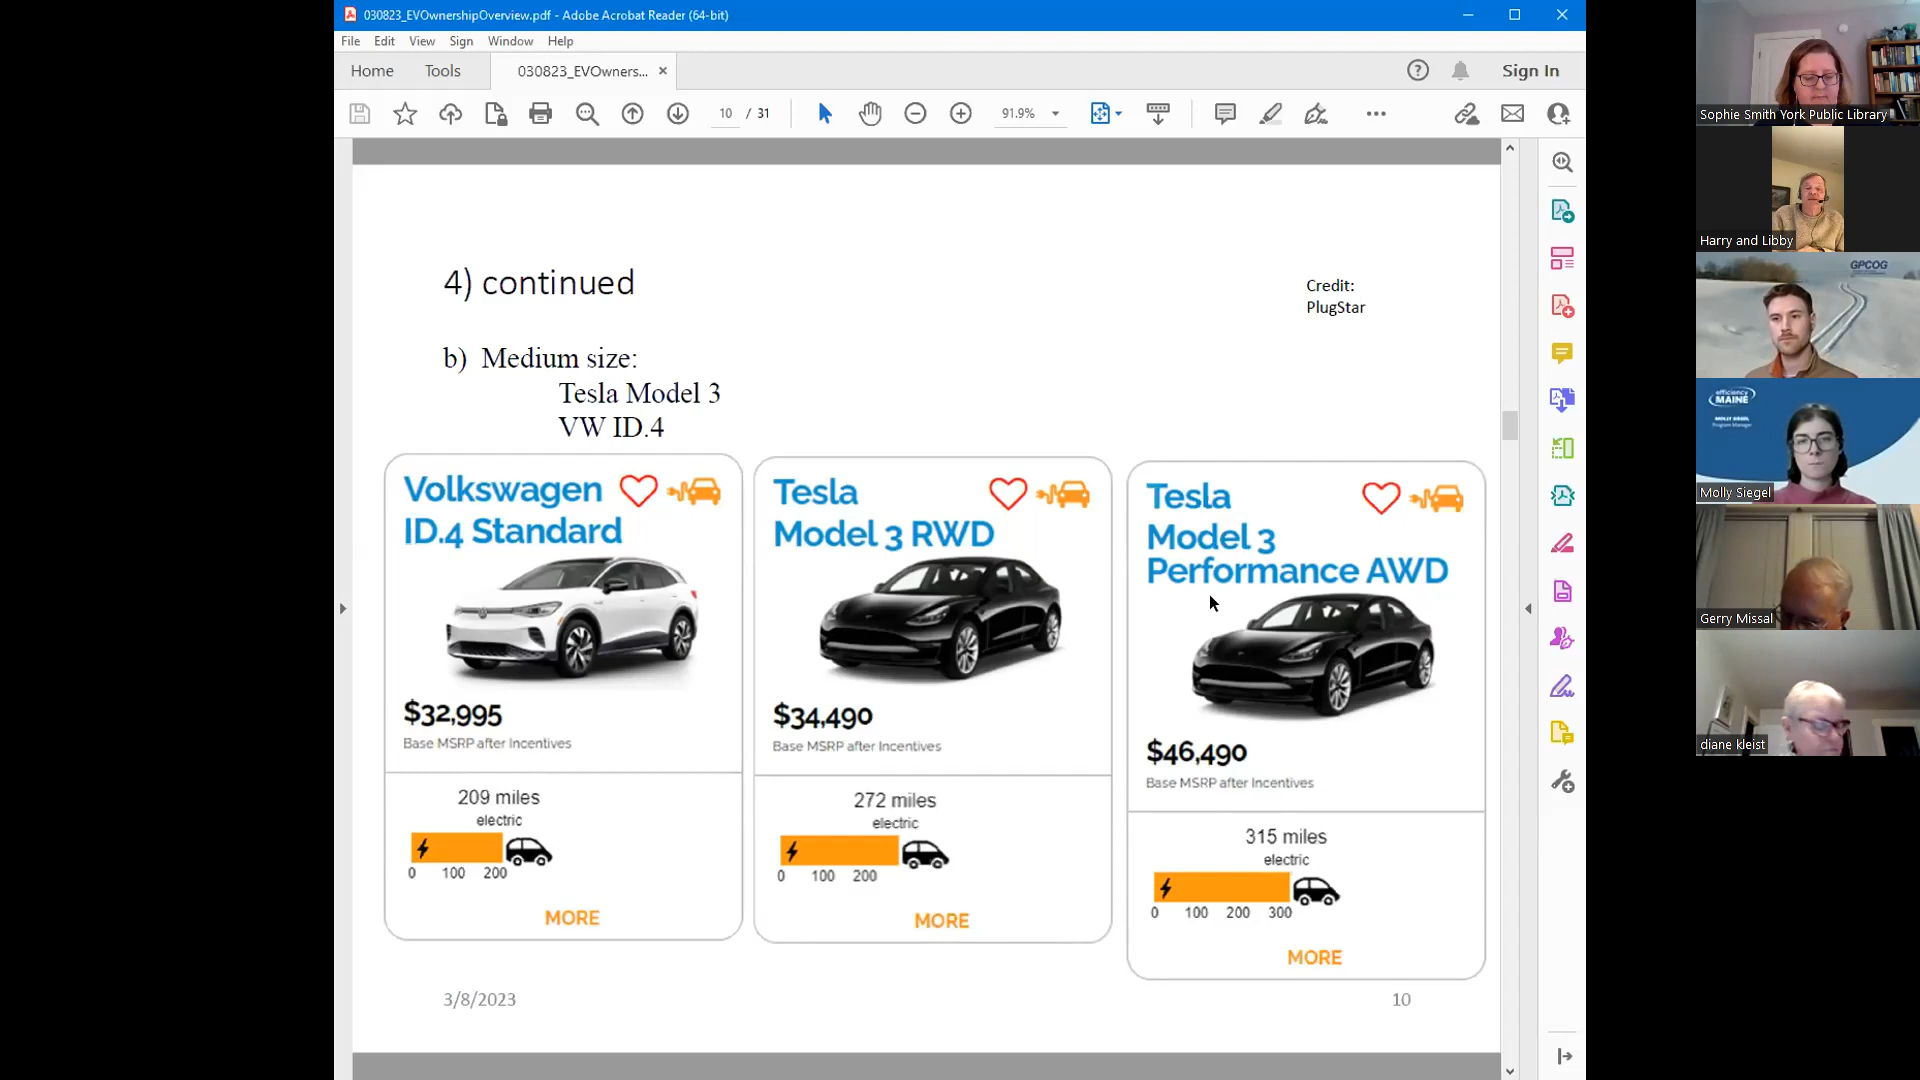 030823_EVOwnershipOverview.pdf - Adobe Acrobat Reader (64-bit)
File Edit View Sign Window Help
Home Tools 030823_EVOwners... × Sign In
10 / 31 91.9%
4) continued
Credit:
PlugStar
b) Medium size:
Tesla Model 3
VW ID.4
Volkswagen
ID.4 Standard
$32,995
Base MSRP after Incentives
209 miles
electric
0 100 200
MORE
Tesla
Model 3 RWD
$34,490
Base MSRP after Incentives
272 miles
electric
0 100 200
MORE
Tesla
Model 3
Performance AWD
$46,490
Base MSRP after Incentives
315 miles
electric
0 100 200 300
MORE
3/8/2023
10
Sophie Smith York Public Library
Harry and Libby
GPCOG
efficiency
MAINE
MOLLY SIEGEL
Program Manager
Molly Siegel
Gerry Missal
diane kleist